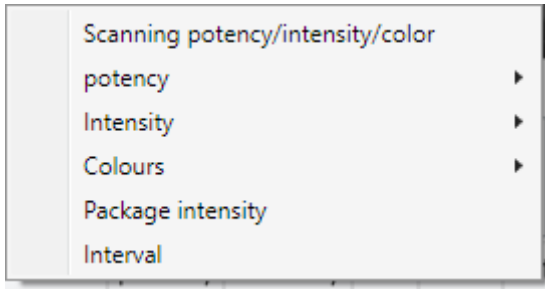 Scanning potency/intensity/color
potency
Intensity
Colours
Package intensity
Interval